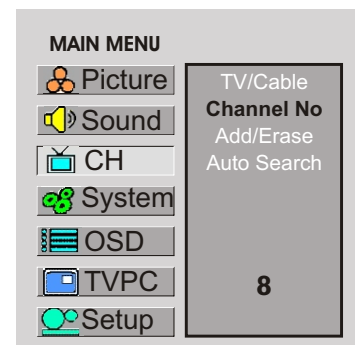 MAIN MENU
Picture
Sound
CH
System
OSD
TVPC
Setup
TV/Cable
Channel No
Add/Erase
Auto Search
8